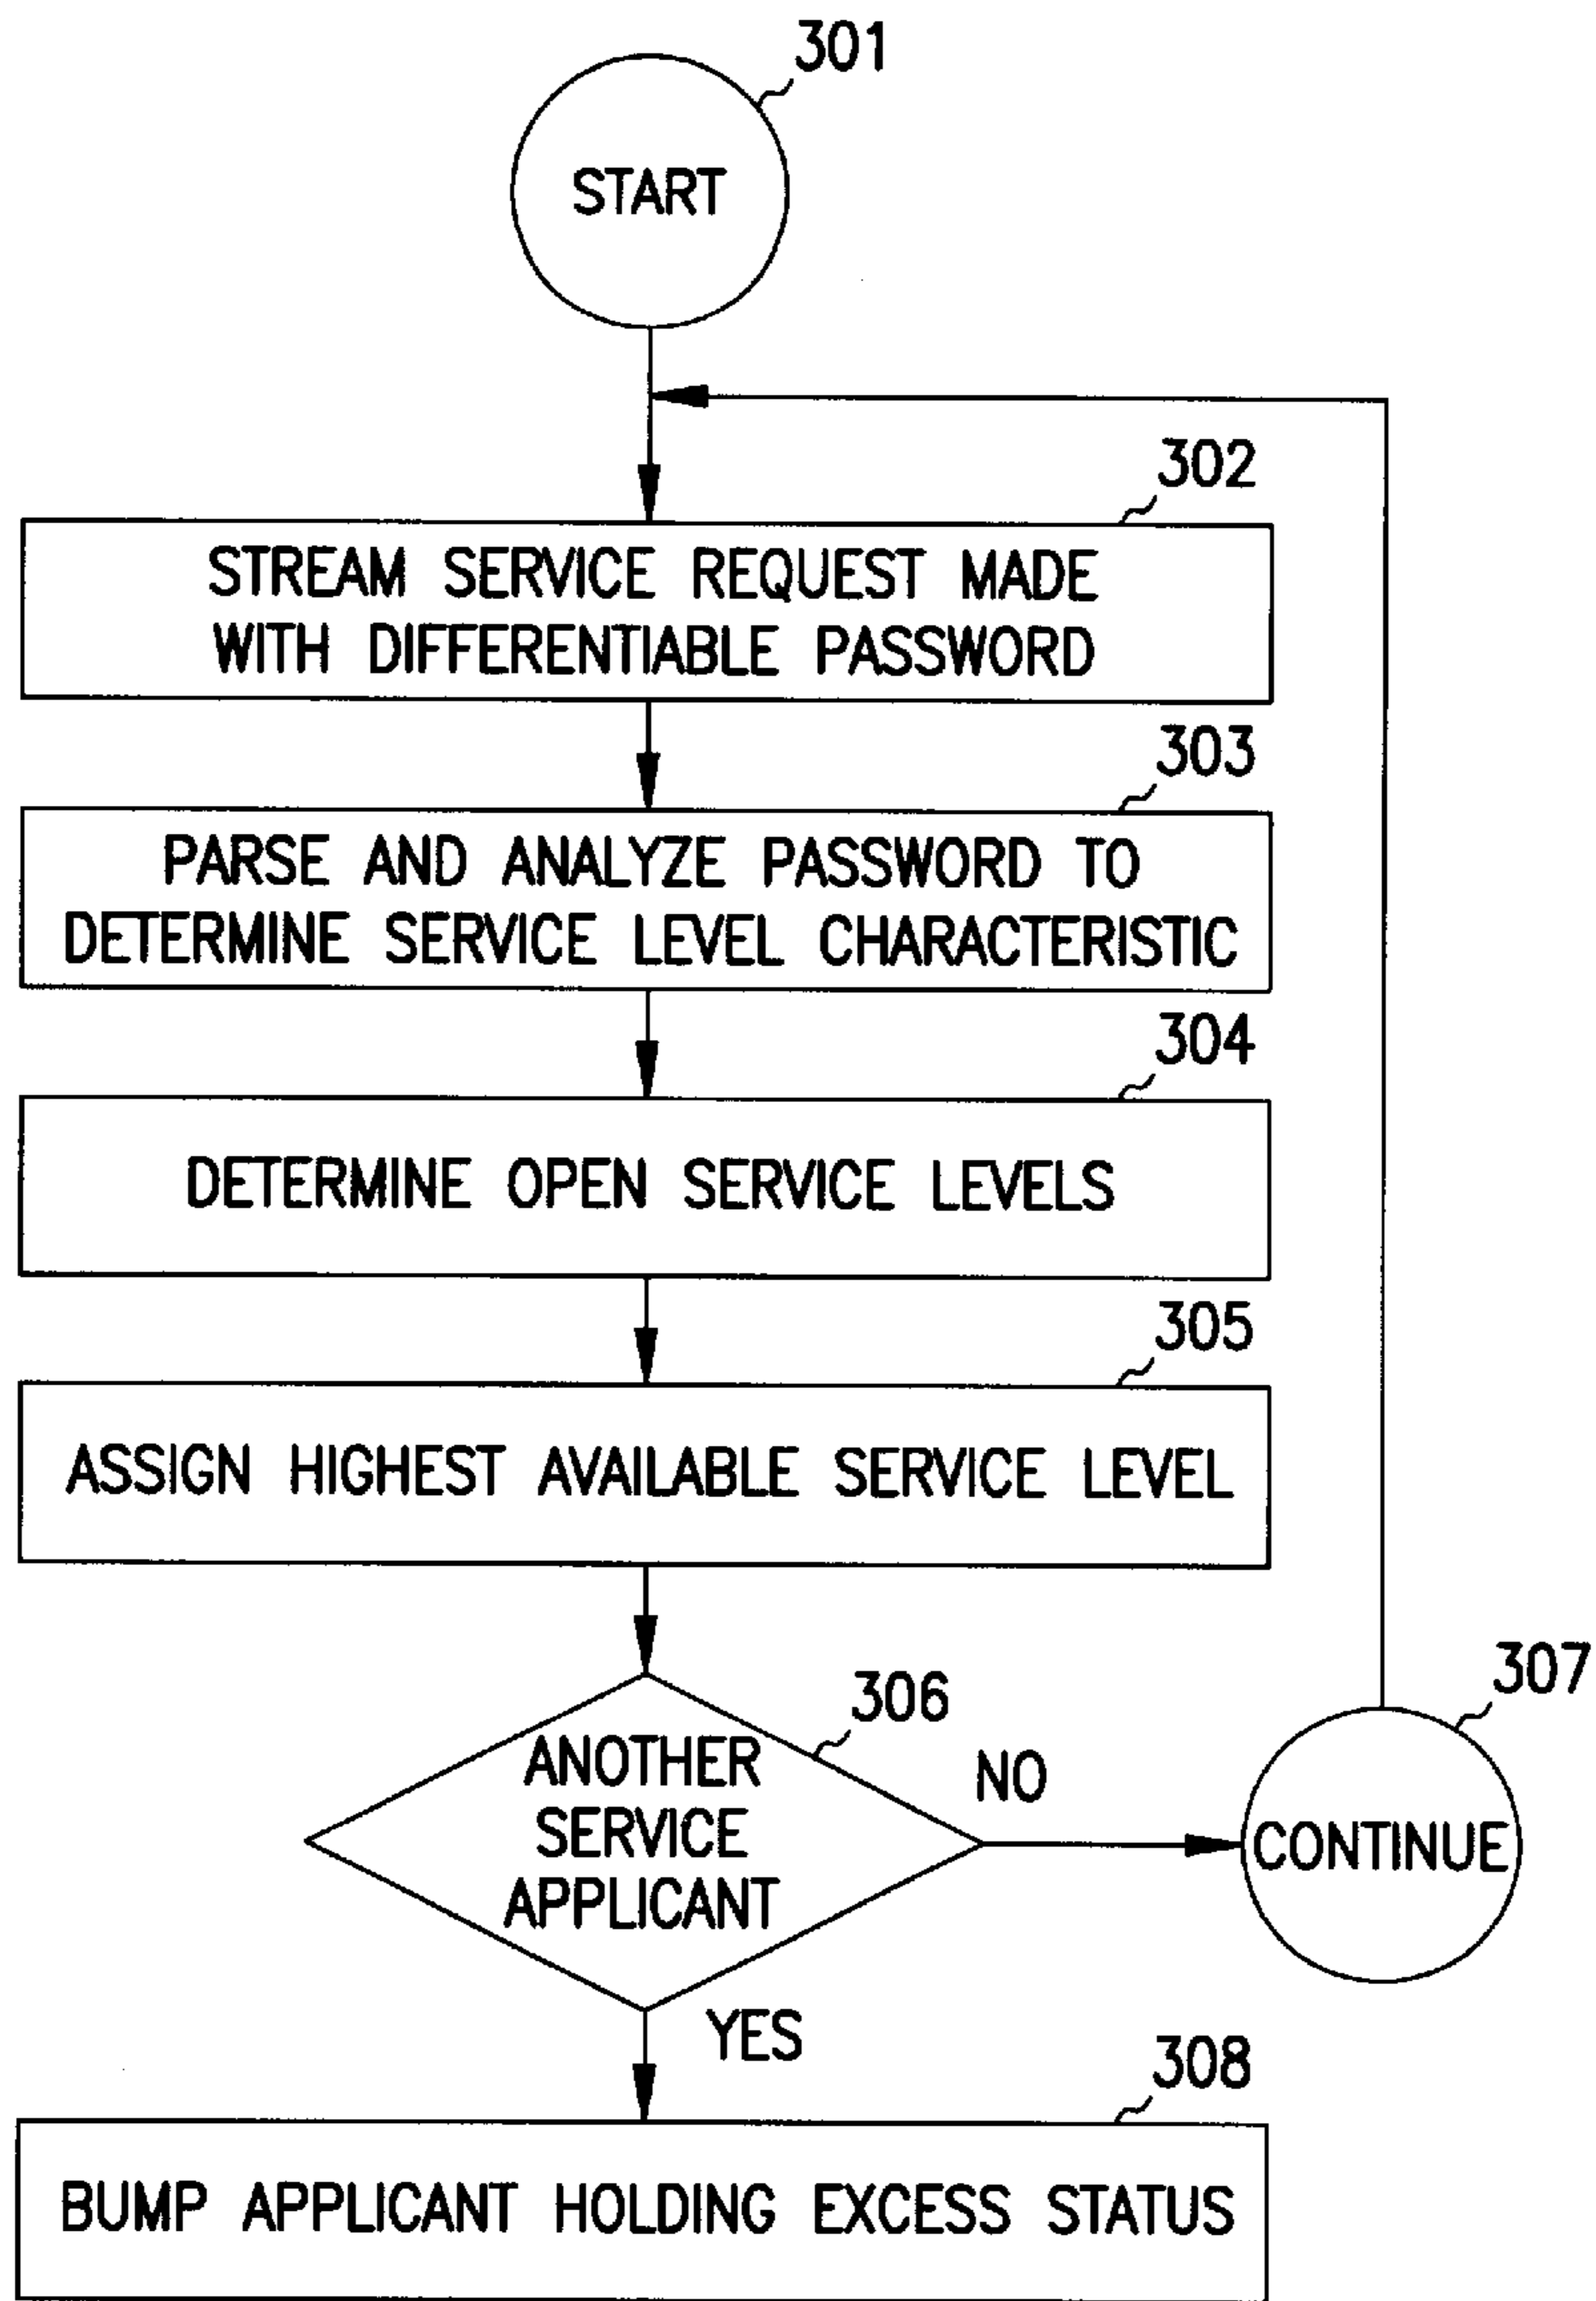 301
START
302
STREAM SERVICE REQUEST MADE
WITH DIFFERENTIABLE PASSWORD
303
PARSE AND ANALYZE PASSWORD TO
DETERMINE SERVICE LEVEL CHARACTERISTIC
304
DETERMINE OPEN SERVICE LEVELS
305
ASSIGN HIGHEST AVAILABLE SERVICE LEVEL
306
ANOTHER
SERVICE
APPLICANT
NO
307
CONTINUE
YES
308
BUMP APPLICANT HOLDING EXCESS STATUS